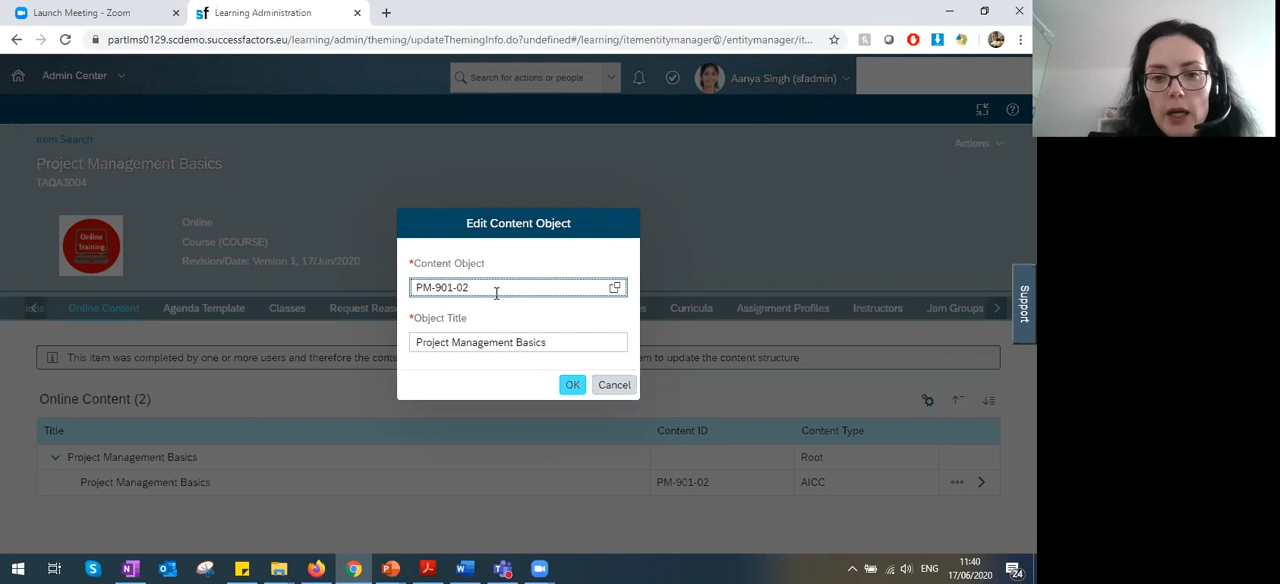 Launch Meeting - Zoom
Learning Administration
partlms0129.scdemo.successfactors.eu/learning/admin/theming/updateThemingInfo.do?undefined#/learning/itementitymanager@/entitymanager/it...
Admin Center
Search for actions or people
Aanya Singh (sfadmin)
Item Search
Project Management Basics
Actions
TAQA3004
Online
Training
Online
Course (COURSE)
Revision/Date: Version 1, 17/Jun/2020
Edit Content Object
*Content Object
PM-901-02
*Object Title
Project Management Basics
OK
Cancel
Support
Online Content
Agenda Template
Classes
Request Reas
Curricula
Assignment Profiles
Instructors
Jam Groups
This item was completed by one or more users and therefore the conte
em to update the content structure
Online Content (2)
Title
Content ID
Content Type
Project Management Basics
Root
Project Management Basics
PM-901-02
AICC
ENG
11:40
17/06/2020
24